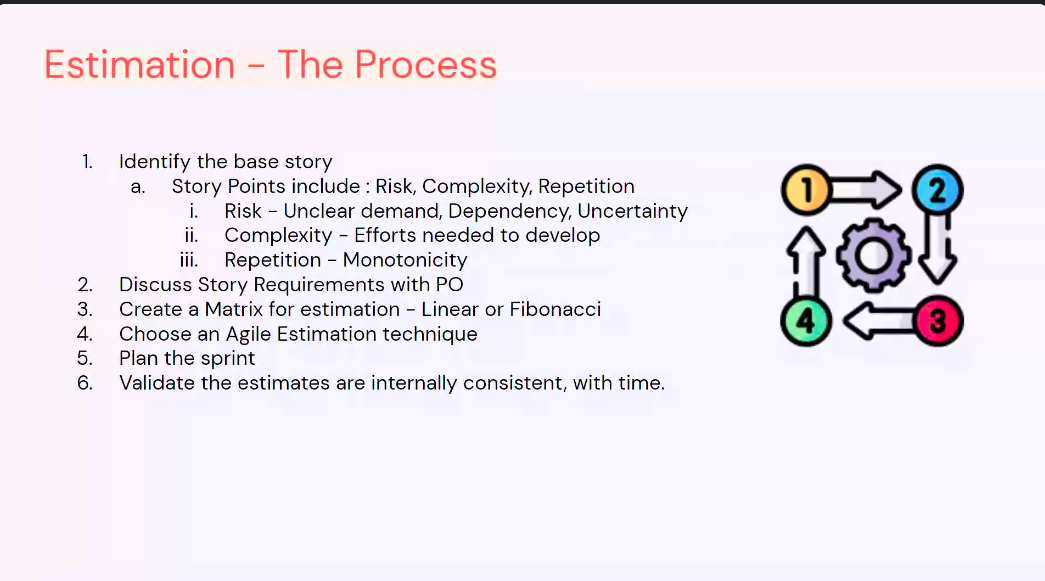 Estimation - The Process
1. Identify the base story
a. Story Points include : Risk, Complexity, Repetition
i. Risk - Unclear demand, Dependency, Uncertainty
ii. Complexity - Efforts needed to develop
iii. Repetition - Monotonicity
2. Discuss Story Requirements with PO
3. Create a Matrix for estimation - Linear or Fibonacci
4. Choose an Agile Estimation technique
5. Plan the sprint
6. Validate the estimates are internally consistent, with time.
1 2
4 3